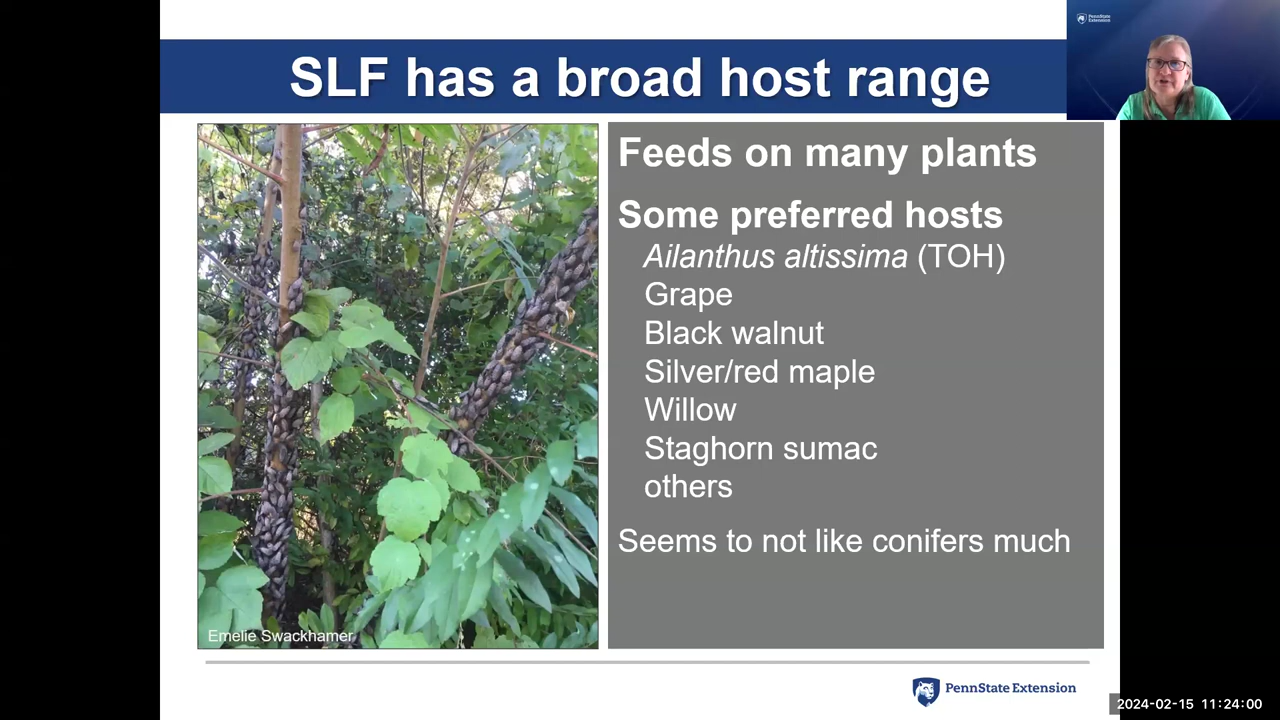 SLF has a broad host range
PennState
Extension
Feeds on many plants
Some preferred hosts
Ailanthus altissima (TOH)
Grape
Black walnut
Silver/red maple
Willow
Staghorn sumac
others
Seems to not like conifers much
Emelie Swackhamer
PennState Extension
2024-02-15 11:24:00